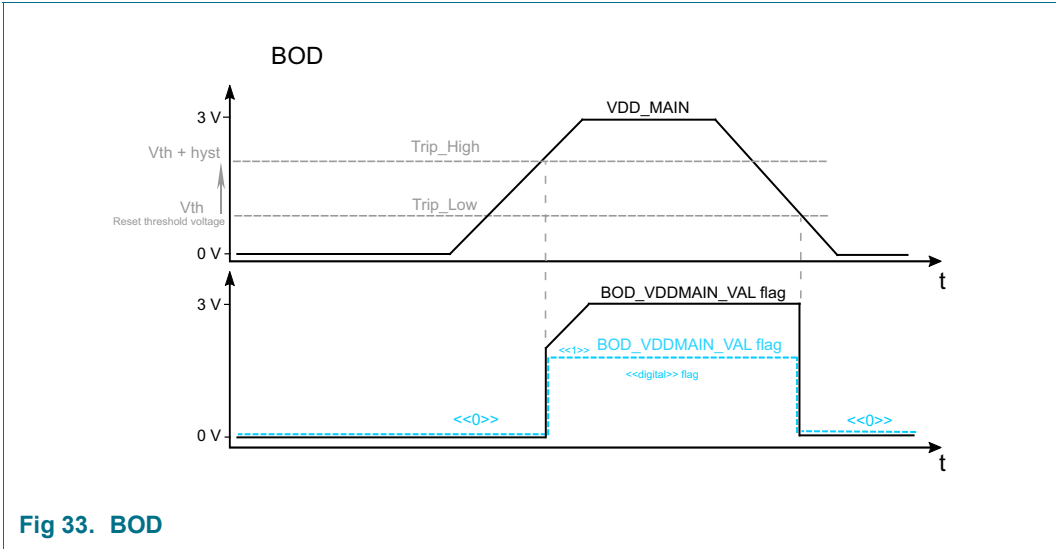 BOD
3 V
VDD_MAIN
Vth + hyst
Trip_High
Vth
Reset threshold voltage
Trip_Low
0 V
t
3 V
BOD_VDDMAIN_VAL flag
<<1>> BOD_VDDMAIN_VAL flag
<<digital>> flag
<<0>>
<<0>>
0 V
t
Fig 33. BOD